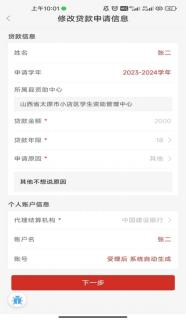 上午10:01
修改贷款申请信息
贷款信息
姓名 张二
申请学年 2023-2024学年
所属县资助中心
山西省太原市小店区学生资助管理中心
贷款金额 * 2000
贷款年限 * 18
申请原因 * 其他
其他不想说原因
个人账户信息
代理结算机构 * 中国建设银行
账户名 张二
账号 受理后 系统自动生成
下一步